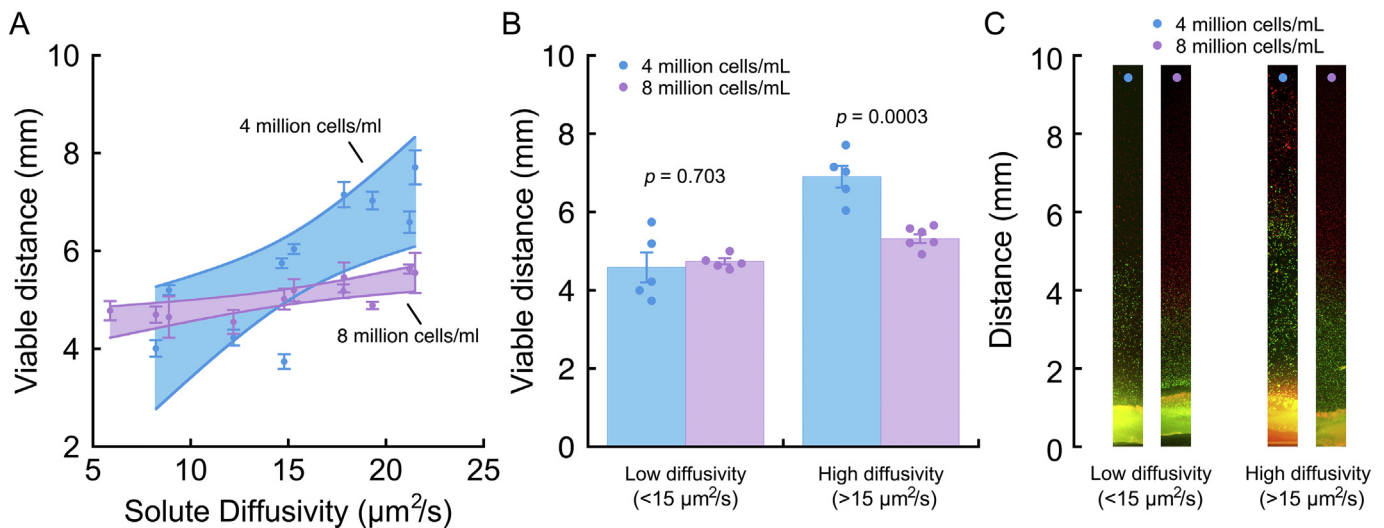 A
10
8
6
4
2
5
10
15
20
25
Viable distance (mm)
Solute Diffusivity (µm²/s)
4 million cells/ml
8 million cells/ml
B
10
8
6
4
2
0
Viable distance (mm)
4 million cells/mL
8 million cells/mL
p = 0.703
p = 0.0003
Low diffusivity
(<15 µm²/s)
High diffusivity
(>15 µm²/s)
C
4 million cells/mL
8 million cells/mL
10
8
6
4
2
0
Distance (mm)
Low diffusivity
(<15 µm²/s)
High diffusivity
(>15 µm²/s)